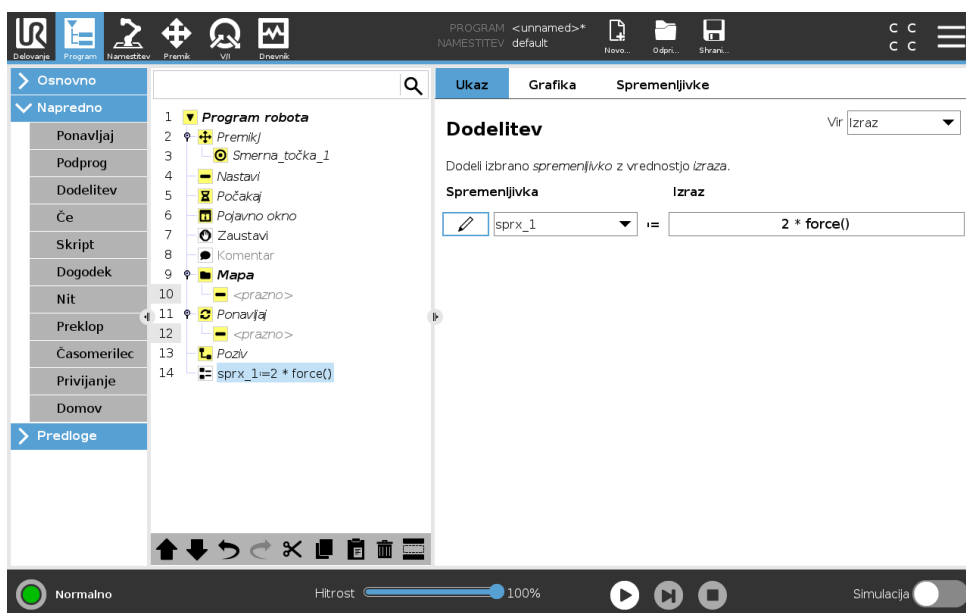 UR
PROGRAM <unnamed>*
NAMESTITEV default
Delovanje
Program
Namestitev
Premik
V/I
Dnevnik
Novo...
Odpri...
Shrani...
C C
C C
Osnovno
Napredno
Ponavljaj
Podprog
Dodelitev
Če
Skript
Dogodek
Nit
Preklop
Časomerilec
Privijanje
Domov
Predloge
1 Program robota
2 PremikJ
3 Smerna_točka_1
4 Nastavi
5 Počakaj
6 Pojavno okno
7 Zaustavi
8 Komentar
9 Mapa
10 <prazno>
11 Ponavljaj
12 <prazno>
13 Poziv
14 sprx_1:=2 * force()
Ukaz
Grafika
Spremenljivke
Dodelitev
Vir Izraz
Dodeli izbrano spremenljivko z vrednostjo izraza.
Spremenljivka
Izraz
sprx_1 := 2 * force()
Normalno
Hitrost
100%
Simulacija